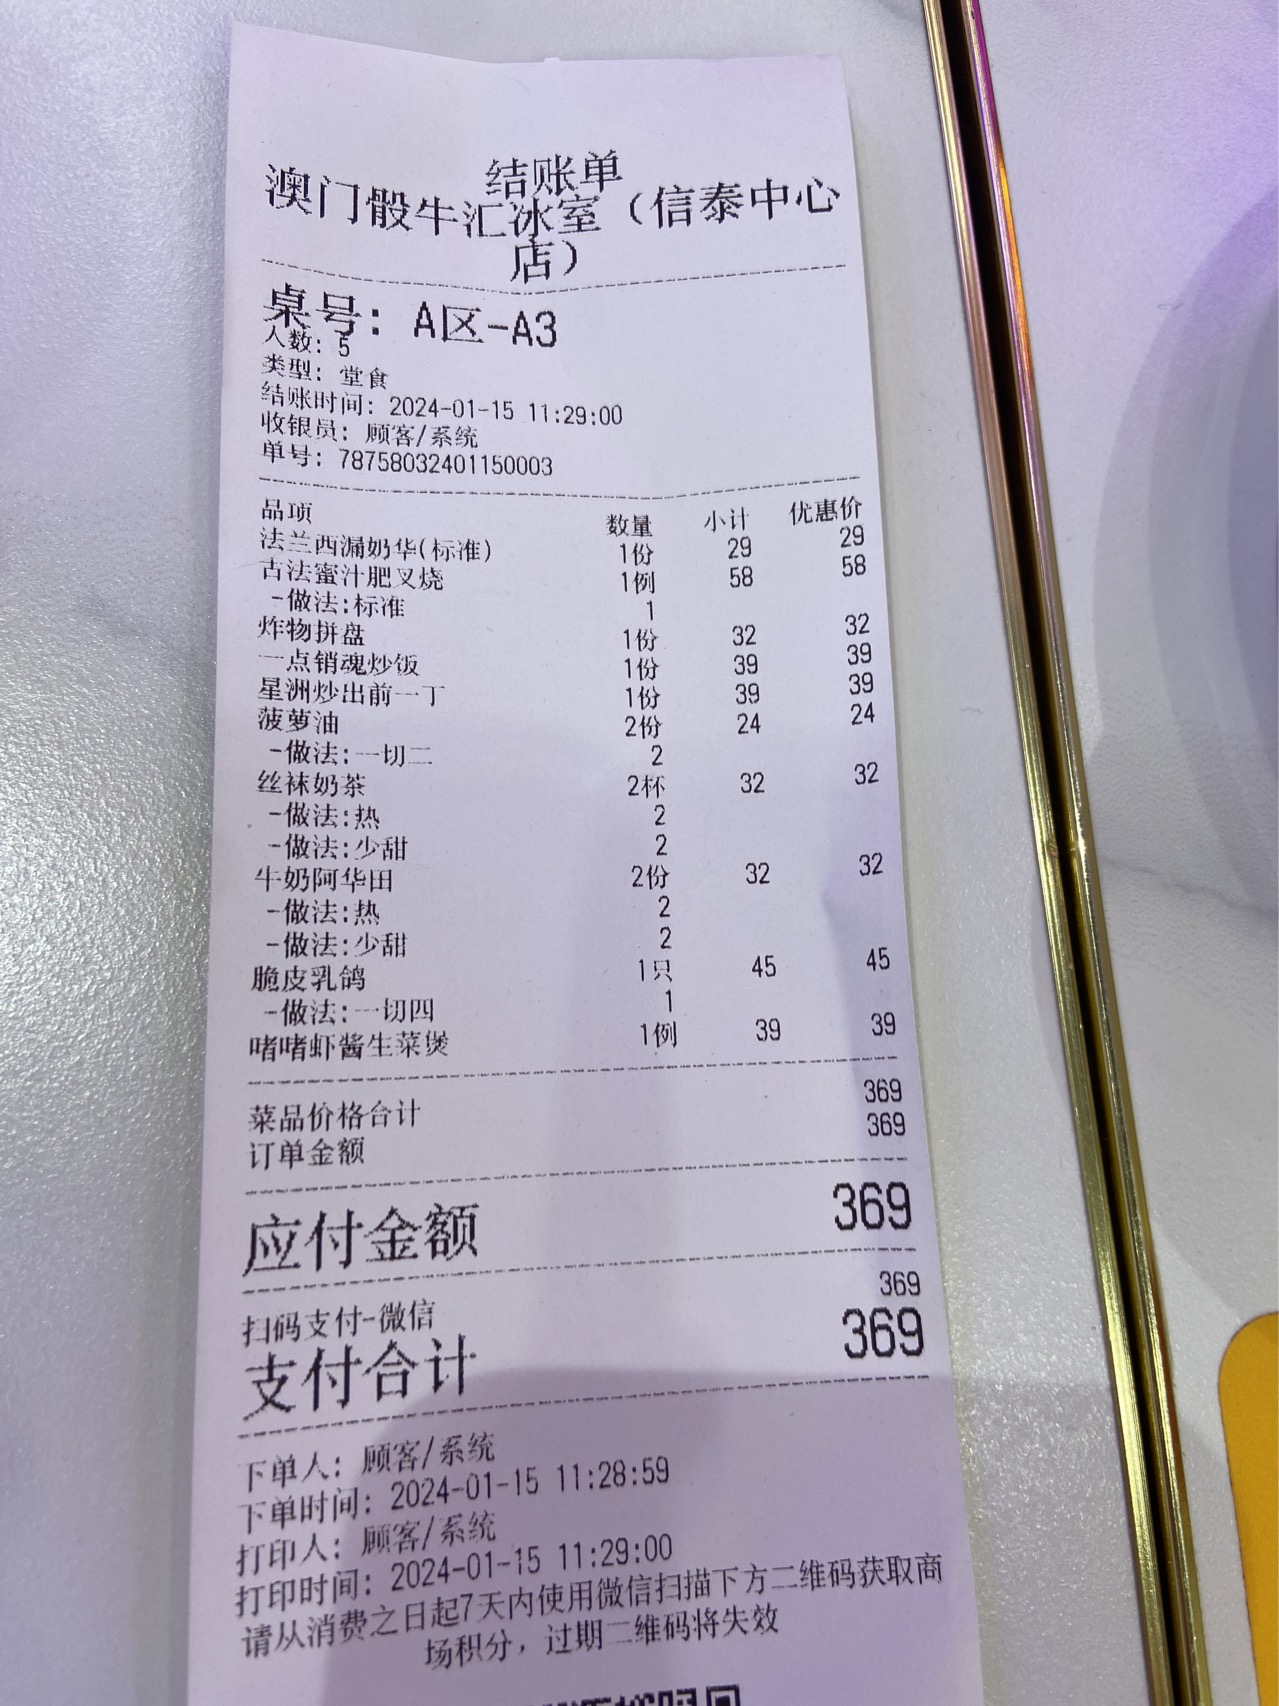 结账单
澳门骰牛汇冰室（信泰中心
店）
桌号：A区-A3
人数：5
类型：堂食
结账时间：2024-01-15 11:29:00
收银员：顾客/系统
单号：78758032401150003
品项 数量 小计 优惠价
法兰西漏奶华(标准) 1份 29 29
古法蜜汁肥叉烧 1例 58 58
-做法:标准 1
炸物拼盘 1份 32 32
一点销魂炒饭 1份 39 39
星洲炒出前一丁 1份 39 39
菠萝油 2份 24 24
-做法:一切二 2
丝袜奶茶 2杯 32 32
-做法:热 2
-做法:少甜 2
牛奶阿华田 2份 32 32
-做法:热 2
-做法:少甜 2
脆皮乳鸽 1只 45 45
-做法:一切四 1
啫啫虾酱生菜煲 1例 39 39
菜品价格合计 369
订单金额 369
应付金额 369
扫码支付-微信 369
支付合计 369
下单人：顾客/系统
下单时间：2024-01-15 11:28:59
打印人：顾客/系统
打印时间：2024-01-15 11:29:00
请从消费之日起7天内使用微信扫描下方二维码获取商
场积分，过期二维码将失效